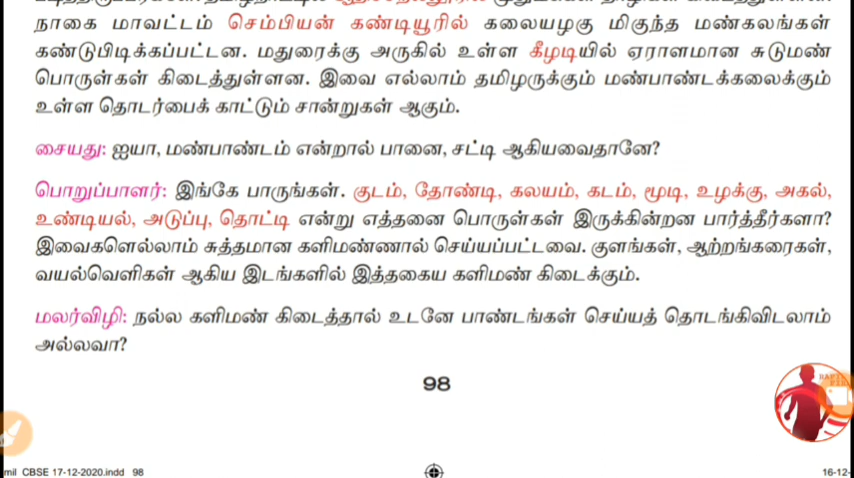 நாகை மாவட்டம் செம்பியன் கண்டியூரில் கலையழகு மிகுந்த மண்கலங்கள்
கண்டுபிடிக்கப்பட்டன. மதுரைக்கு அருகில் உள்ள கீழடியில் ஏராளமான சுடுமண்
பொருள்கள் கிடைத்துள்ளன. இவை எல்லாம் தமிழருக்கும் மண்பாண்டக்கலைக்கும்
உள்ள தொடர்பைக் காட்டும் சான்றுகள் ஆகும்.
சையது: ஐயா, மண்பாண்டம் என்றால் பானை, சட்டி ஆகியவைதானே?
பொறுப்பாளர்: இங்கே பாருங்கள். குடம், தோண்டி, கலயம், கடம், மூடி, உழக்கு, அகல்,
உண்டியல், அடுப்பு, தொட்டி என்று எத்தனை பொருள்கள் இருக்கின்றன பார்த்தீர்களா?
இவைகளெல்லாம் சுத்தமான களிமண்ணால் செய்யப்பட்டவை. குளங்கள், ஆற்றங்கரைகள்,
வயல்வெளிகள் ஆகிய இடங்களில் இத்தகைய களிமண் கிடைக்கும்.
மலர்விழி: நல்ல களிமண் கிடைத்தால் உடனே பாண்டங்கள் செய்யத் தொடங்கிவிடலாம்
அல்லவா?
98
mil CBSE 17-12-2020.indd 98
16-12-